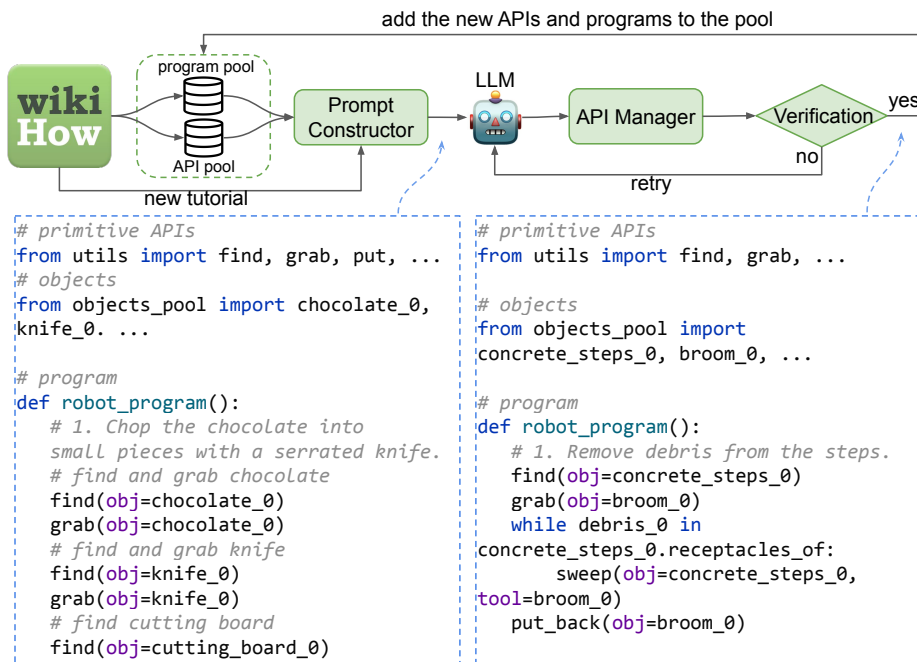 add the new APIs and programs to the pool
program pool
wiki
How
API pool
Prompt
Constructor
LLM
API Manager
Verification
yes
no
retry
new tutorial
# primitive APIs
from utils import find, grab, put, ...
# objects
from objects_pool import chocolate_0,
knife_0. ...
# program
def robot_program():
# 1. Chop the chocolate into
small pieces with a serrated knife.
# find and grab chocolate
find(obj=chocolate_0)
grab(obj=chocolate_0)
# find and grab knife
find(obj=knife_0)
grab(obj=knife_0)
# find cutting board
find(obj=cutting_board_0)
# primitive APIs
from utils import find, grab, ...
# objects
from objects_pool import
concrete_steps_0, broom_0, ...
# program
def robot_program():
# 1. Remove debris from the steps.
find(obj=concrete_steps_0)
grab(obj=broom_0)
while debris_0 in
concrete_steps_0.receptacles_of:
sweep(obj=concrete_steps_0,
tool=broom_0)
put_back(obj=broom_0)